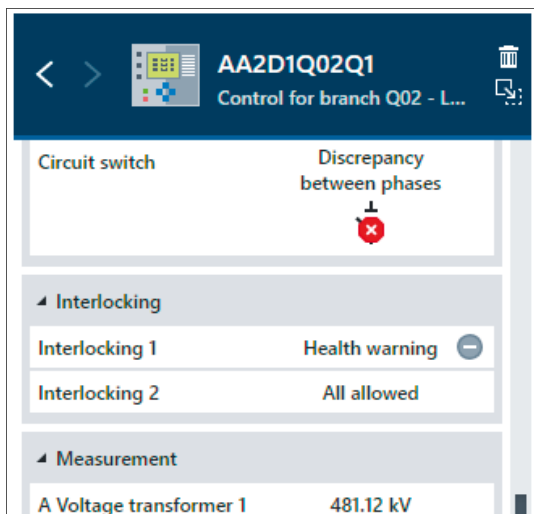 AA2D1Q02Q1
Control for branch Q02 - L...
Circuit switch
Discrepancy
between phases
Interlocking
Interlocking 1 Health warning
Interlocking 2 All allowed
Measurement
A Voltage transformer 1 481.12 kV